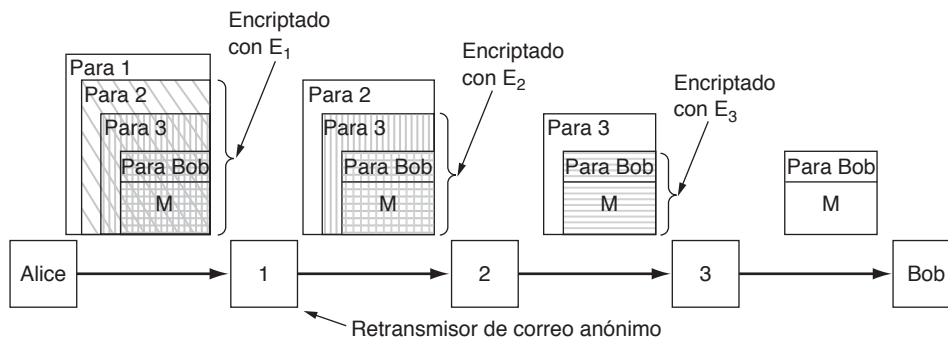 Encriptado
con E1
Encriptado
con E2
Encriptado
con E3
Para 1
Para 2
Para 3
Para Bob
M
Para 2
Para 3
Para Bob
M
Para 3
Para Bob
M
Para Bob
M
Alice
1
2
3
Bob
Retransmisor de correo anónimo